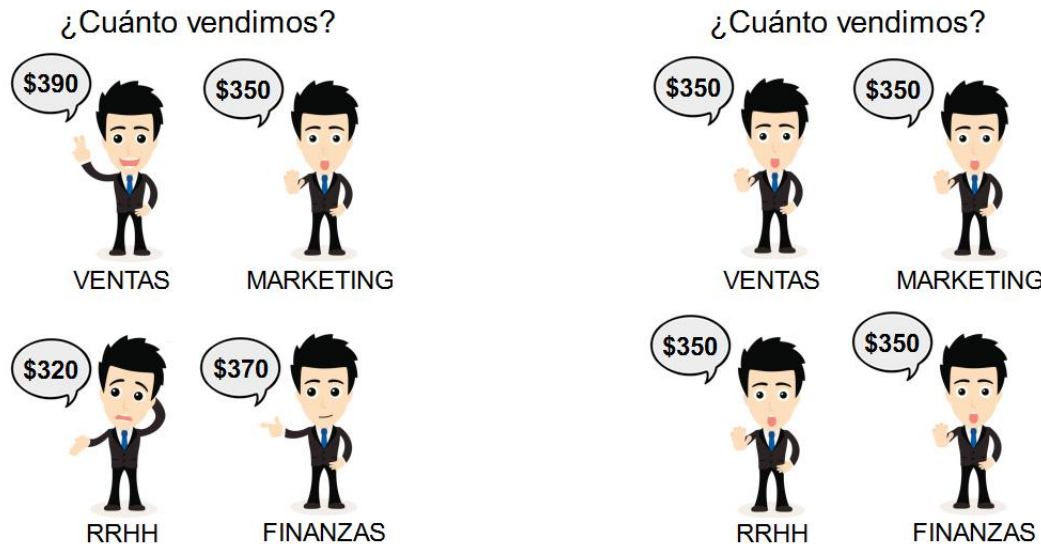 ¿Cuánto vendimos?
$390
$350
VENTAS
MARKETING
$320
$370
RRHH
FINANZAS
¿Cuánto vendimos?
$350
$350
VENTAS
MARKETING
$350
$350
RRHH
FINANZAS